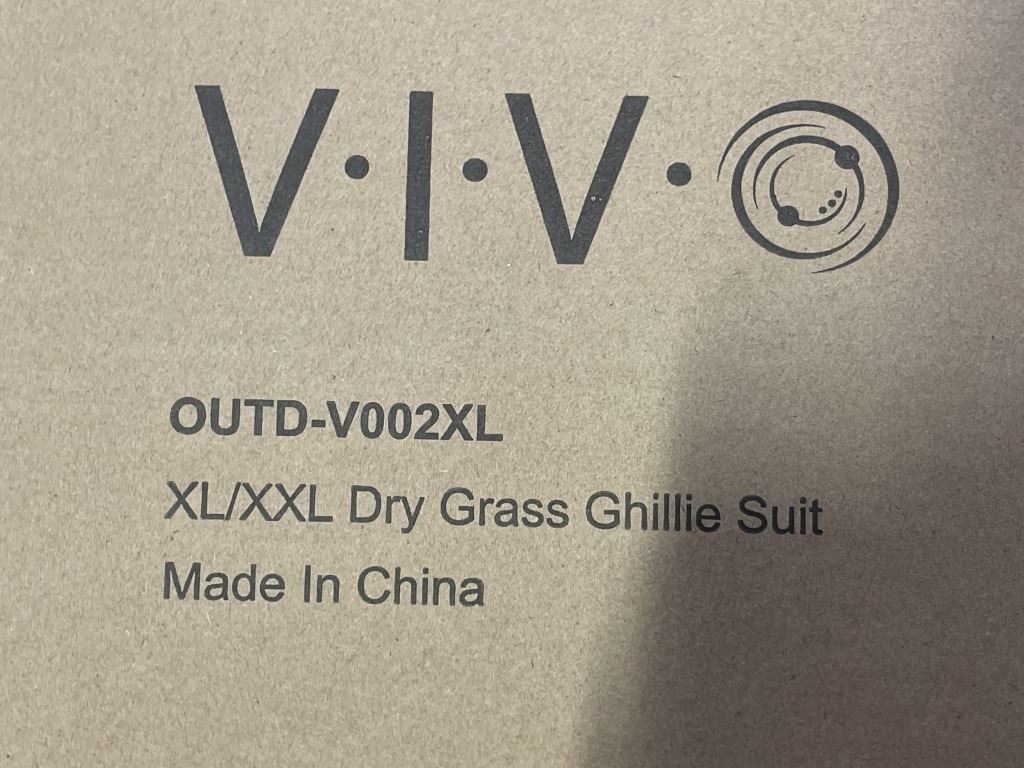 V·I·V·O
OUTD-V002XL
XL/XXL Dry Grass Ghillie Suit
Made In China